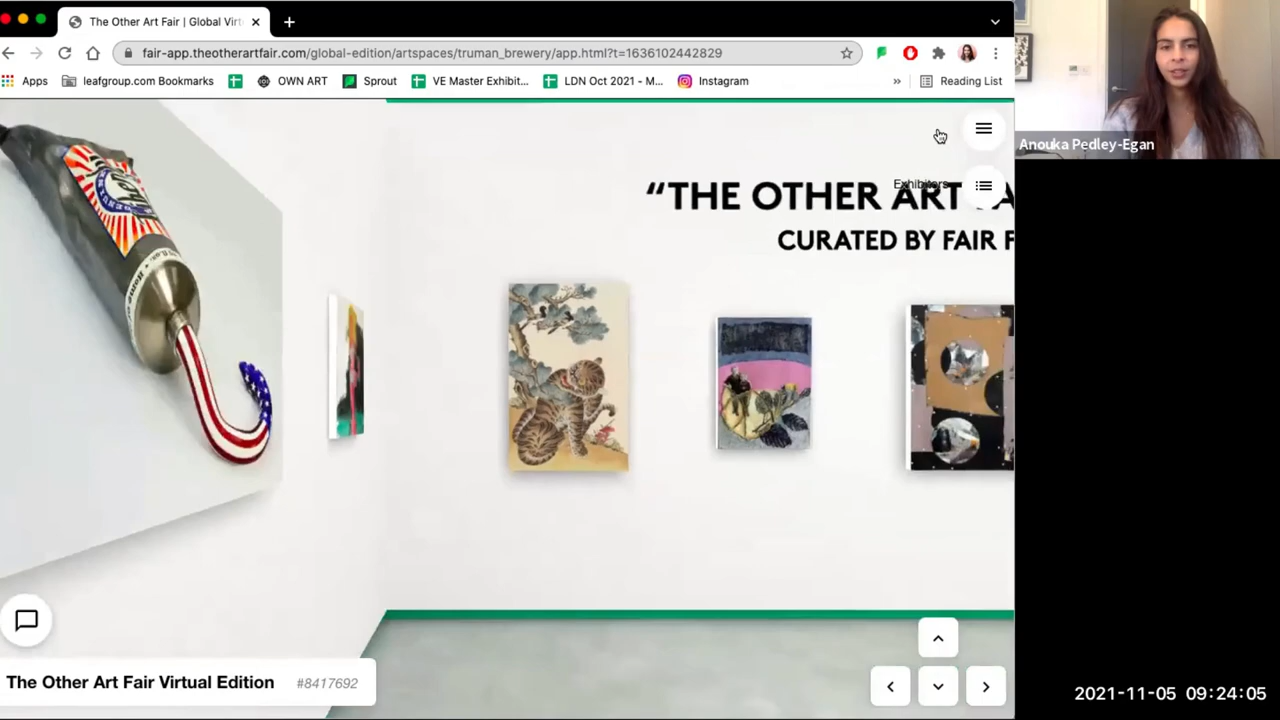 The Other Art Fair | Global Virt
fair-app.theotherartfair.com/global-edition/artspaces/truman_brewery/app.html?t=1636102442829
Apps
leafgroup.com Bookmarks
OWN ART
Sprout
VE Master Exhibit...
LDN Oct 2021 - M...
Instagram
»
Reading List
Anouka Pedley-Egan
Exhibitors
“THE OTHER ART FA
CURATED BY FAIR F
The Other Art Fair Virtual Edition #8417692
2021-11-05 09:24:05